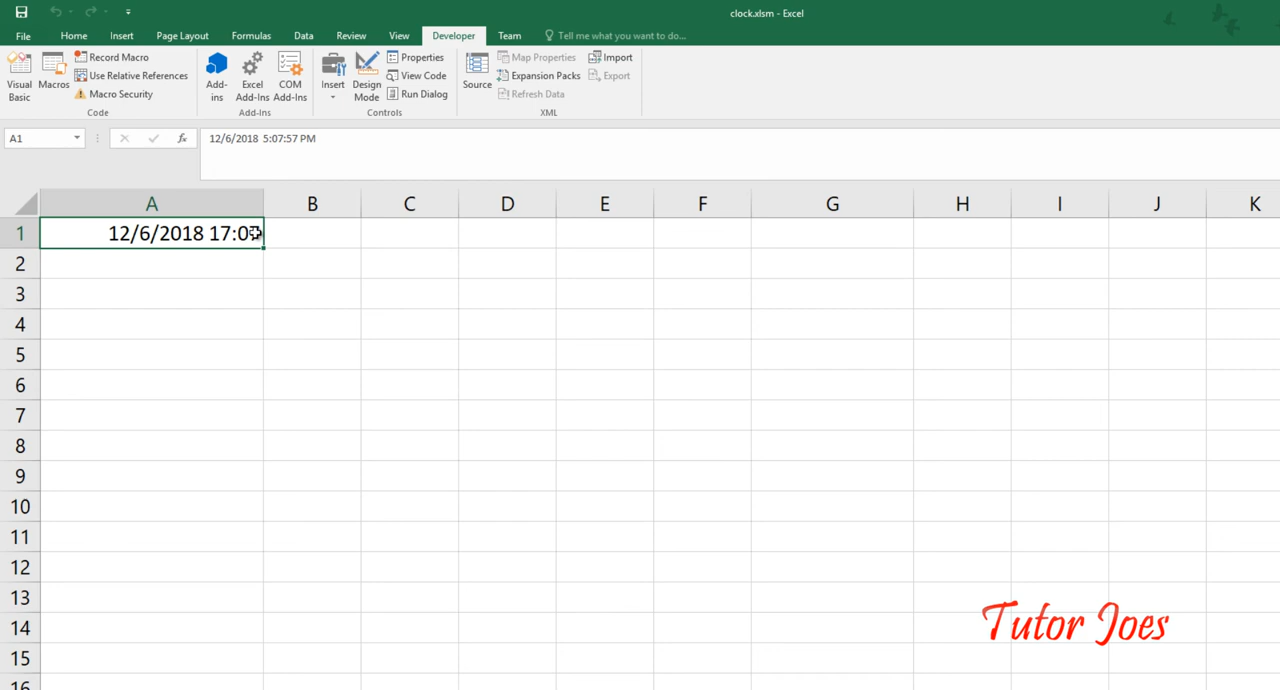 clock.xlsm - Excel
File Home Insert Page Layout Formulas Data Review View Developer Team Tell me what you want to do...
Visual Basic
Macros
Record Macro
Use Relative References
Macro Security
Code
Add-ins
Excel Add-Ins
COM Add-Ins
Add-Ins
Insert
Design Mode
Properties
View Code
Run Dialog
Controls
Source
Map Properties
Expansion Packs
Refresh Data
Import
Export
XML
A1 fx 12/6/2018 5:07:57 PM
A B C D E F G H I J K
1 12/6/2018 17:07
2
3
4
5
6
7
8
9
10
11
12
13
14
15
16
Tutor Joes